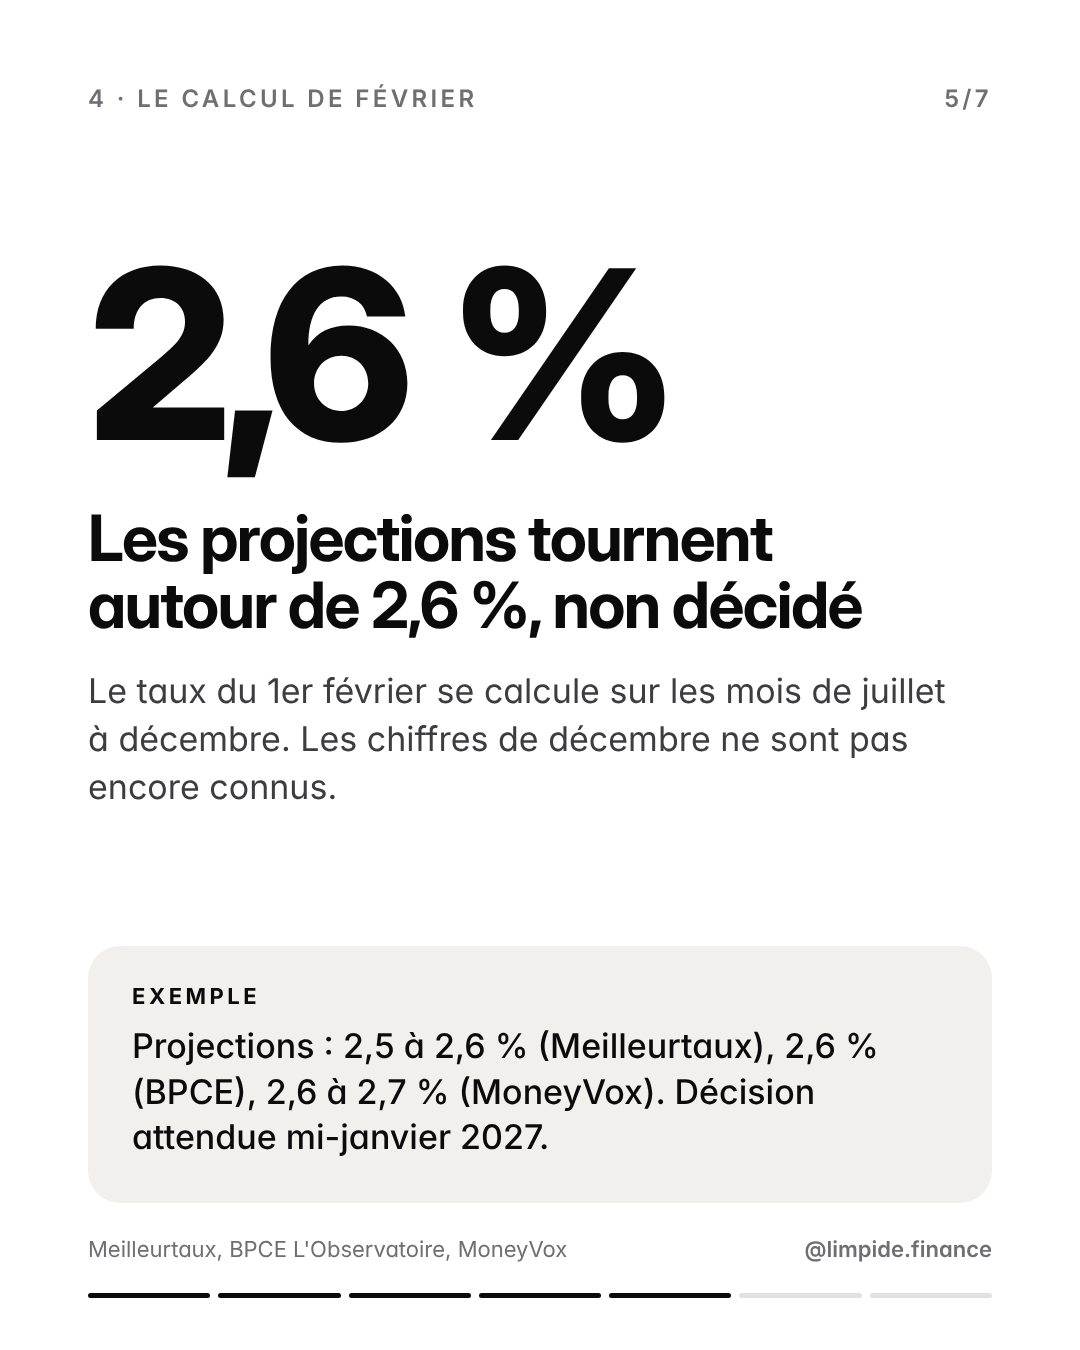 4 · LE CALCUL DE FÉVRIER
5/7
2,6 %
Les projections tournent
autour de 2,6 %, non décidé
Le taux du 1er février se calcule sur les mois de juillet
à décembre. Les chiffres de décembre ne sont pas
encore connus.
EXEMPLE
Projections : 2,5 à 2,6 % (Meilleurtaux), 2,6 %
(BPCE), 2,6 à 2,7 % (MoneyVox). Décision
attendue mi-janvier 2027.
Meilleurtaux, BPCE L'Observatoire, MoneyVox
@limpide.finance